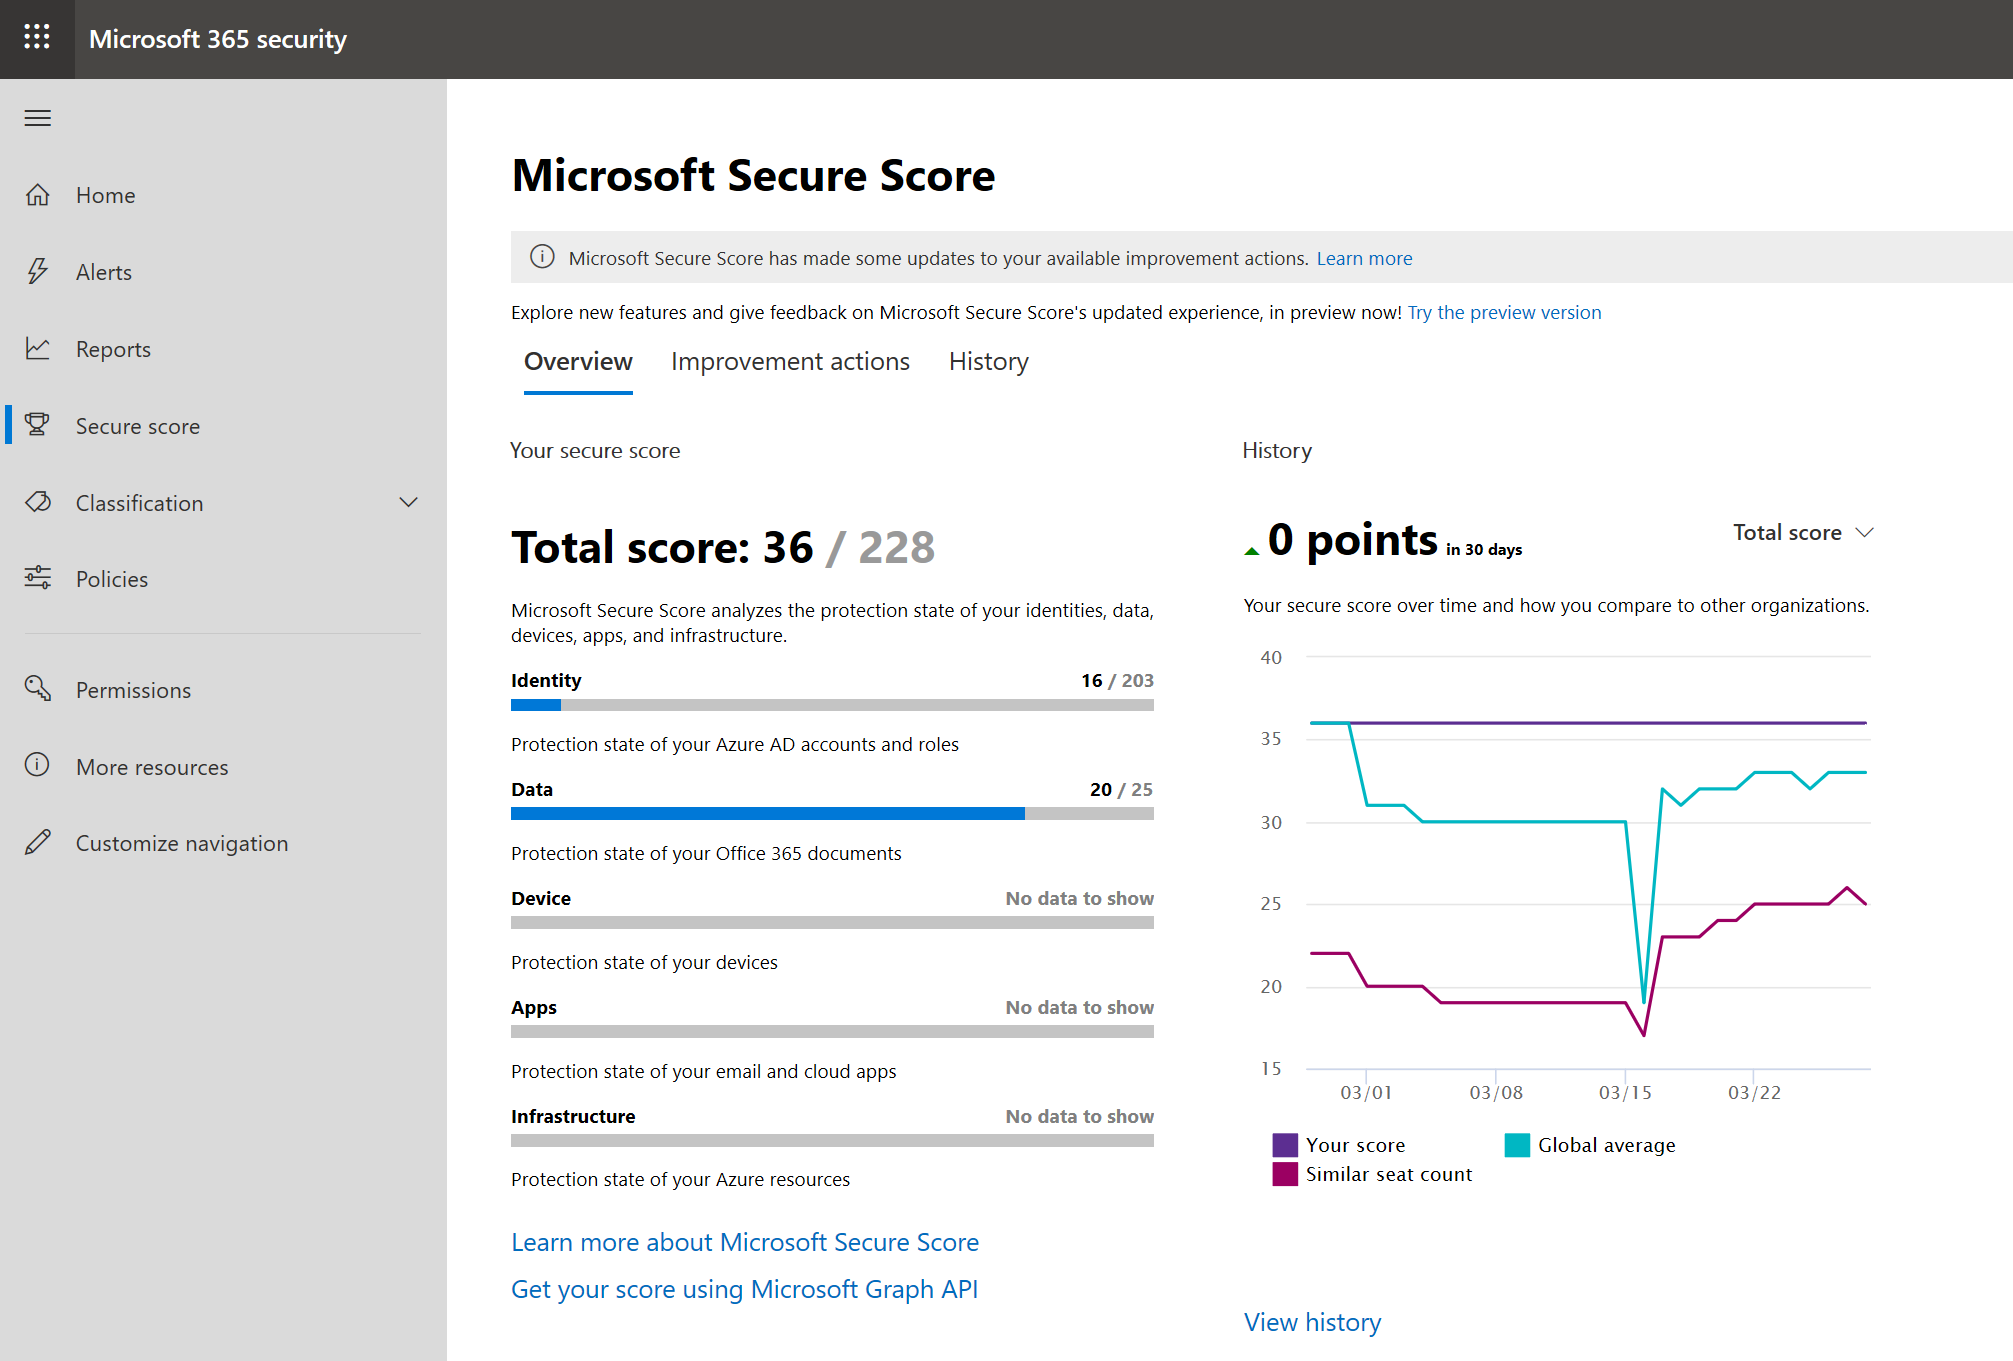 Microsoft 365 security
Home
Alerts
Reports
Secure score
Classification
Policies
Permissions
More resources
Customize navigation
Microsoft Secure Score
Microsoft Secure Score has made some updates to your available improvement actions. Learn more
Explore new features and give feedback on Microsoft Secure Score's updated experience, in preview now! Try the preview version
Overview Improvement actions History
Your secure score
Total score: 36 / 228
Microsoft Secure Score analyzes the protection state of your identities, data,
devices, apps, and infrastructure.
Identity 16 / 203
Protection state of your Azure AD accounts and roles
Data 20 / 25
Protection state of your Office 365 documents
Device No data to show
Protection state of your devices
Apps No data to show
Protection state of your email and cloud apps
Infrastructure No data to show
Protection state of your Azure resources
Learn more about Microsoft Secure Score
Get your score using Microsoft Graph API
History
0 points in 30 days Total score
Your secure score over time and how you compare to other organizations.
40
35
30
25
20
15
03/01 03/08 03/15 03/22
Your score Global average
Similar seat count
View history